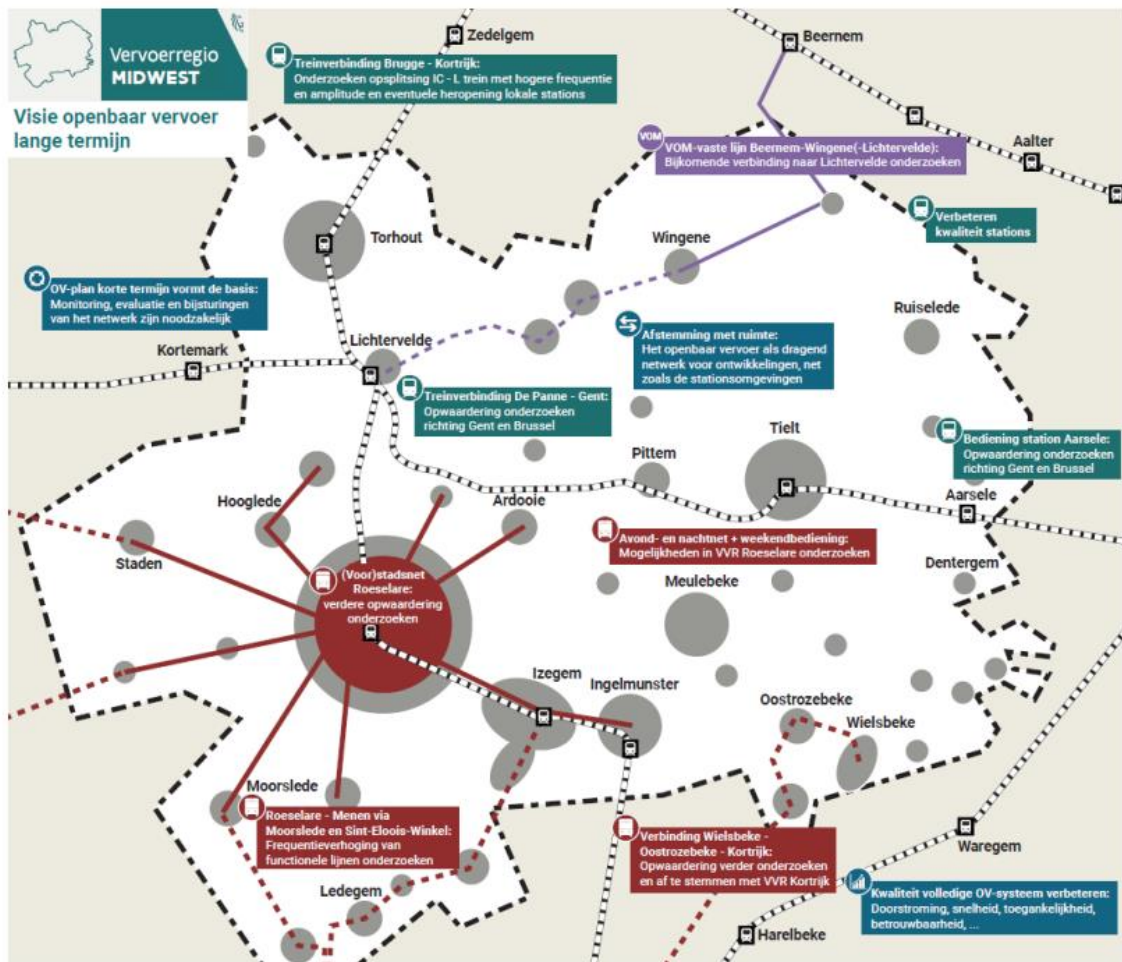 Vervoerregio
MIDWEST
Visie openbaar vervoer
lange termijn
Zedelgem
Beernem
Treinverbinding Brugge - Kortrijk:
Onderzoeken opsplitsing IC - L trein met hogere frequentie
en amplitude en eventuele heropening lokale stations
VOM
VOM-vaste lijn Beernem-Wingene(-Lichtervelde):
Bijkomende verbinding naar Lichtervelde onderzoeken
Aalter
Verbeteren
kwaliteit stations
Torhout
Wingene
OV-plan korte termijn vormt de basis:
Monitoring, evaluatie en bijsturingen
van het netwerk zijn noodzakelijk
Ruiselede
Afstemming met ruimte:
Het openbaar vervoer als dragend
netwerk voor ontwikkelingen, net
zoals de stationsomgevingen
Kortemark
Lichtervelde
Treinverbinding De Panne - Gent:
Opwaardering onderzoeken
richting Gent en Brussel
Tielt
Pittem
Bediening station Aarsele:
Opwaardering onderzoeken
richting Gent en Brussel
Aarsele
Hooglede
Ardooie
Staden
Avond- en nachtnet + weekendbediening:
Mogelijkheden in VVR Roeselare onderzoeken
Dentergem
(Voor)stadsnet
Roeselare:
verdere opwaardering
onderzoeken
Meulebeke
Izegem
Ingelmunster
Oostrozebeke
Wielsbeke
Moorslede
Roeselare - Menen via
Moorslede en Sint-Eloois-Winkel:
Frequentieverhoging van
functionele lijnen onderzoeken
Verbinding Wielsbeke -
Oostrozebeke - Kortrijk:
Opwaardering verder onderzoeken
en af te stemmen met VVR Kortrijk
Waregem
Ledegem
Kwaliteit volledige OV-systeem verbeteren:
Doorstroming, snelheid, toegankelijkheid,
betrouwbaarheid, ...
Harelbeke